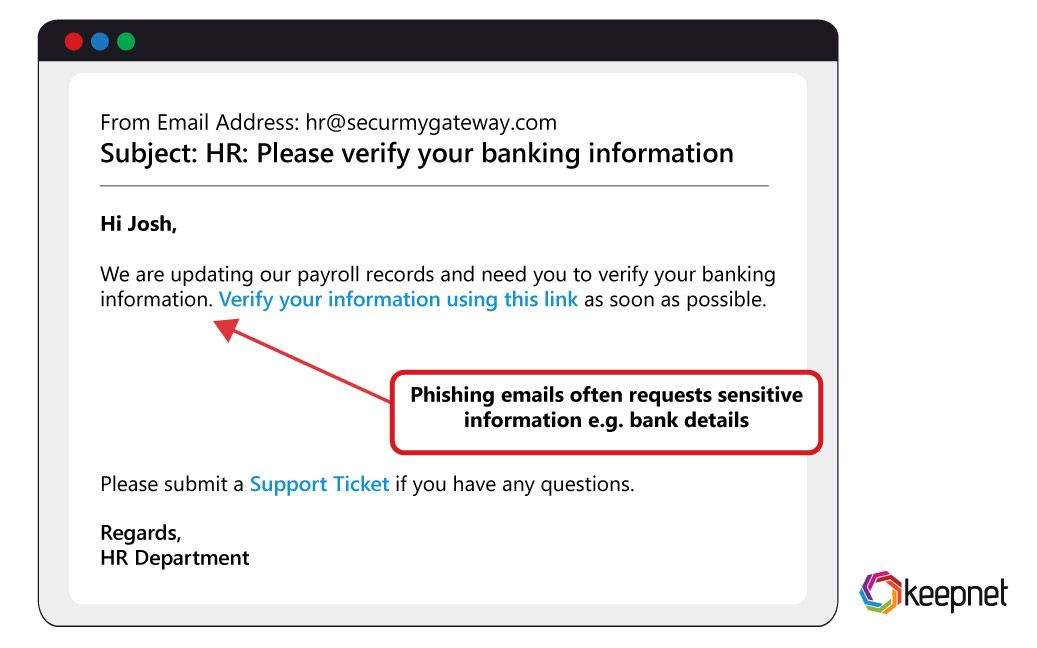 From Email Address: hr@securmygateway.com
Subject: HR: Please verify your banking information
Hi Josh,
We are updating our payroll records and need you to verify your banking
information. Verify your information using this link as soon as possible.
Phishing emails often requests sensitive
information e.g. bank details
Please submit a Support Ticket if you have any questions.
Regards,
HR Department
keepnet